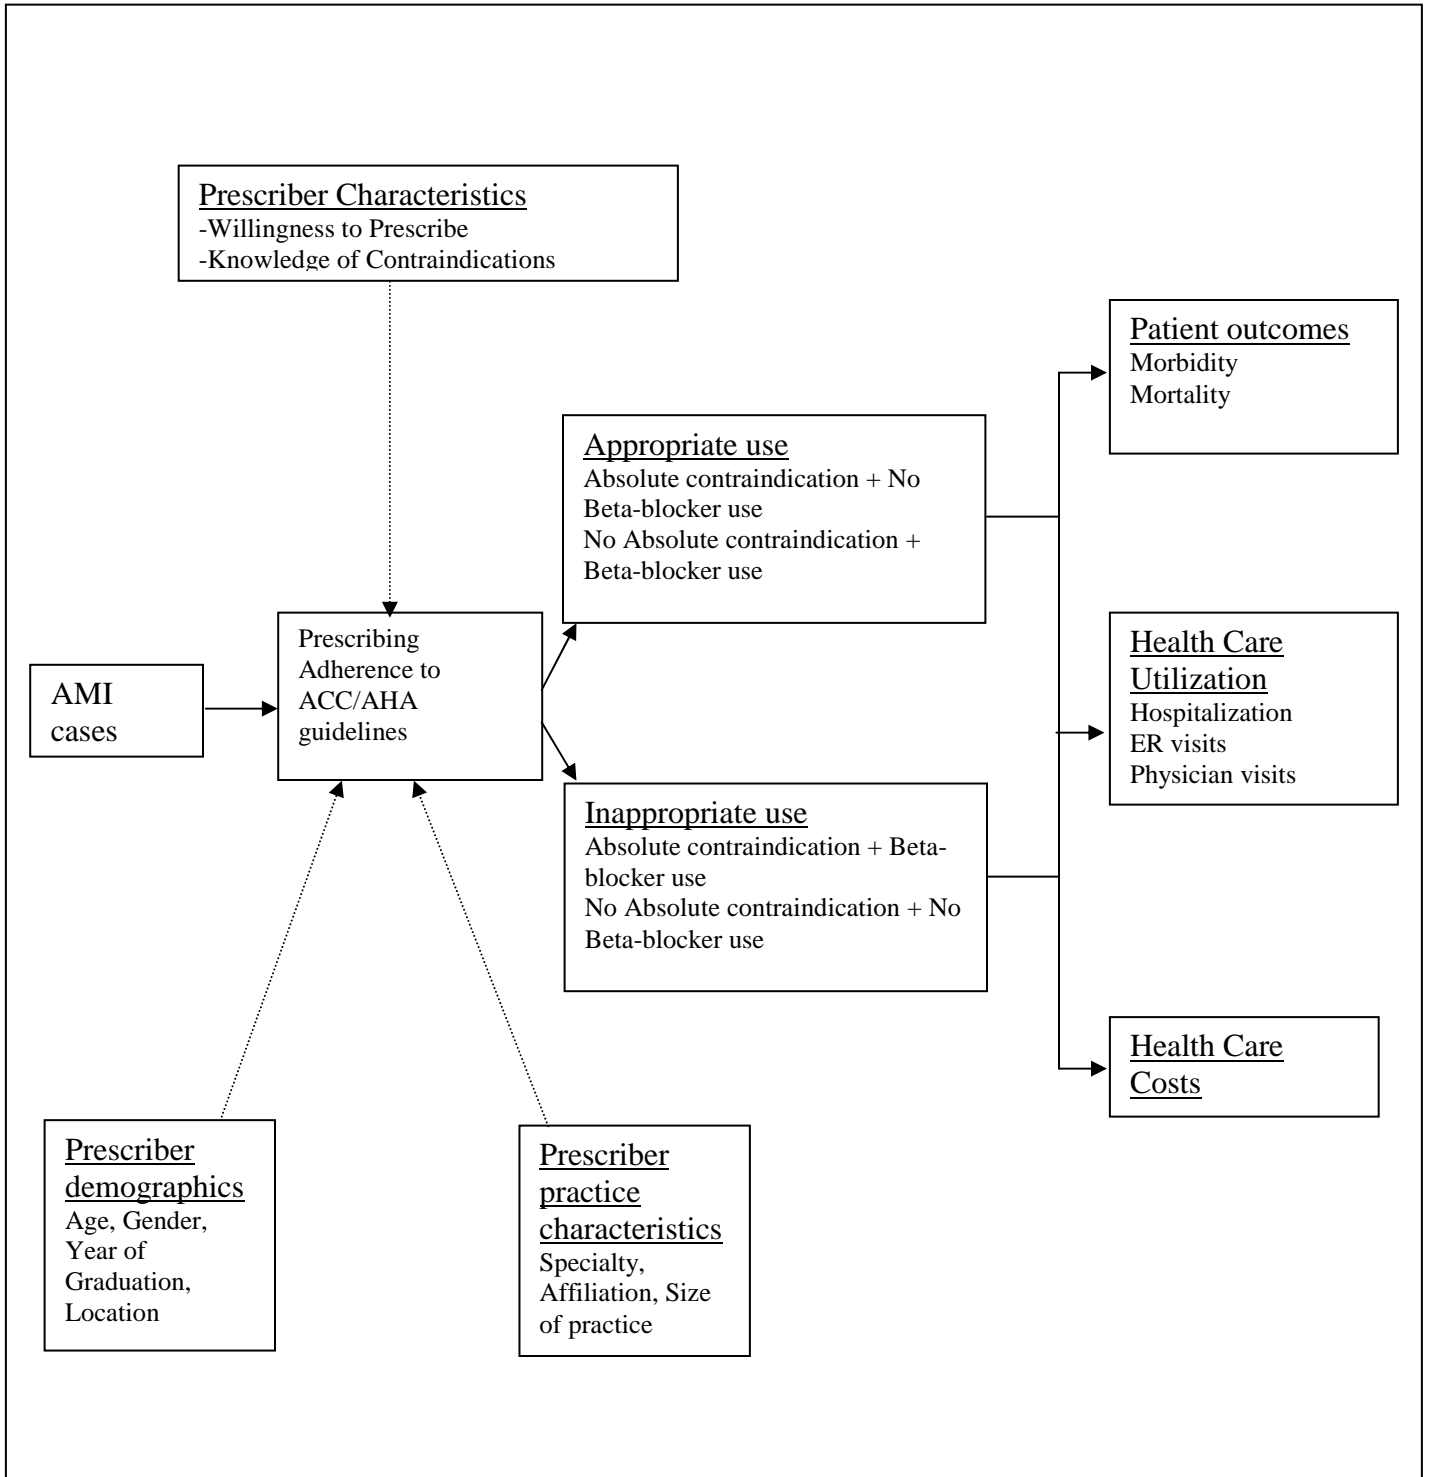 Prescriber Characteristics
-Willingness to Prescribe
-Knowledge of Contraindications
Patient outcomes
Morbidity
Mortality
Appropriate use
Absolute contraindication + No
Beta-blocker use
No Absolute contraindication +
Beta-blocker use
Prescribing
Adherence to
ACC/AHA
guidelines
AMI
cases
Health Care
Utilization
Hospitalization
ER visits
Physician visits
Inappropriate use
Absolute contraindication + Beta-
blocker use
No Absolute contraindication + No
Beta-blocker use
Health Care
Costs
Prescriber
demographics
Age, Gender,
Year of
Graduation,
Location
Prescriber
practice
characteristics
Specialty,
Affiliation, Size
of practice